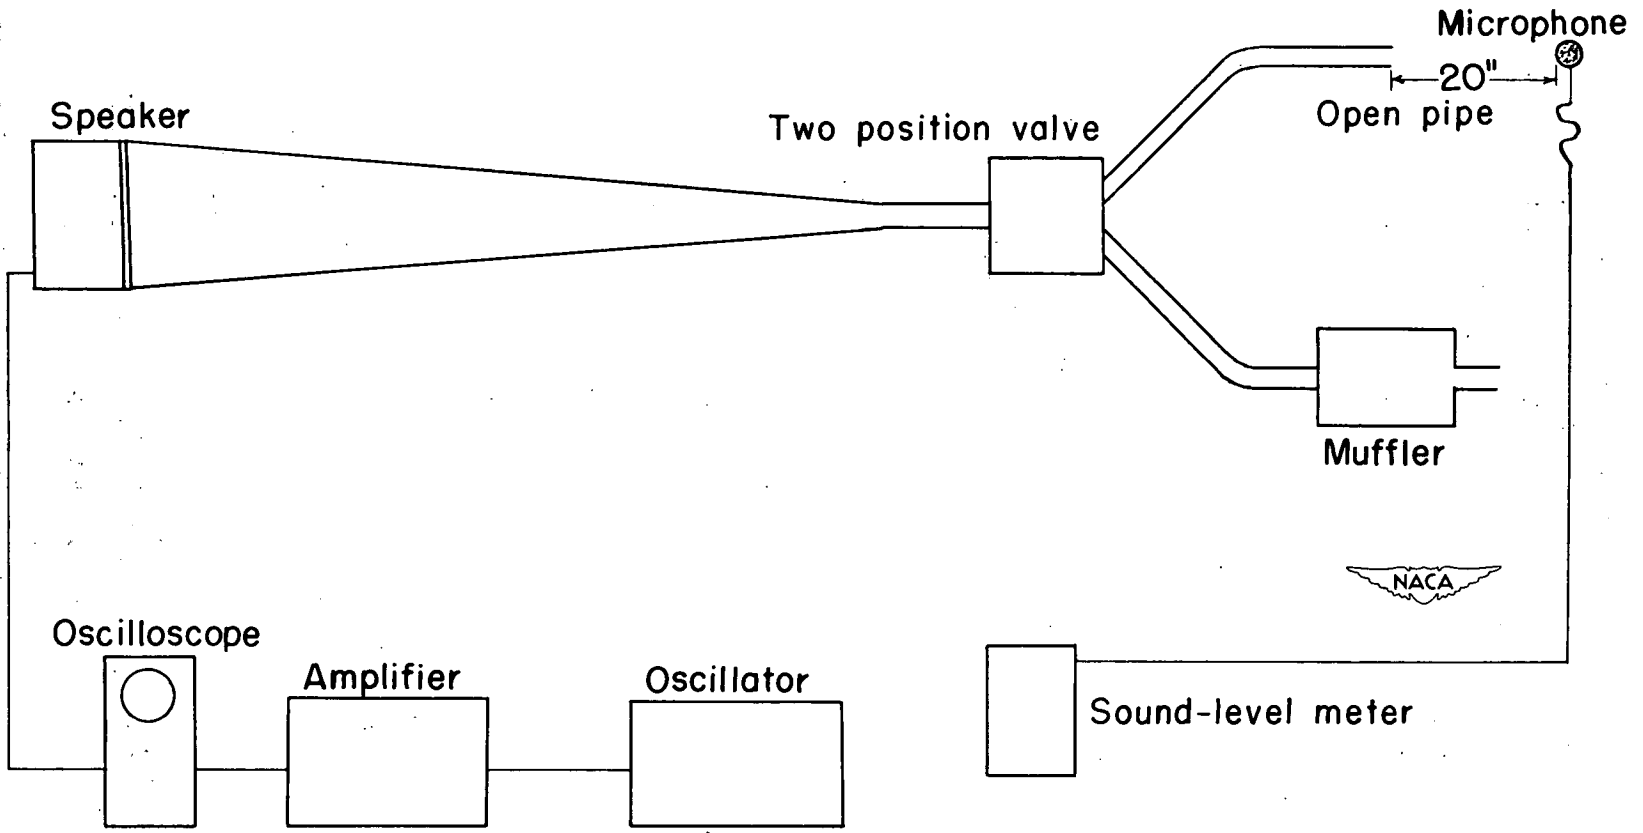 Microphone
20"
Speaker
Two position valve
Open pipe
Muffler
NACA
Oscilloscope
Amplifier
Oscillator
Sound-level meter